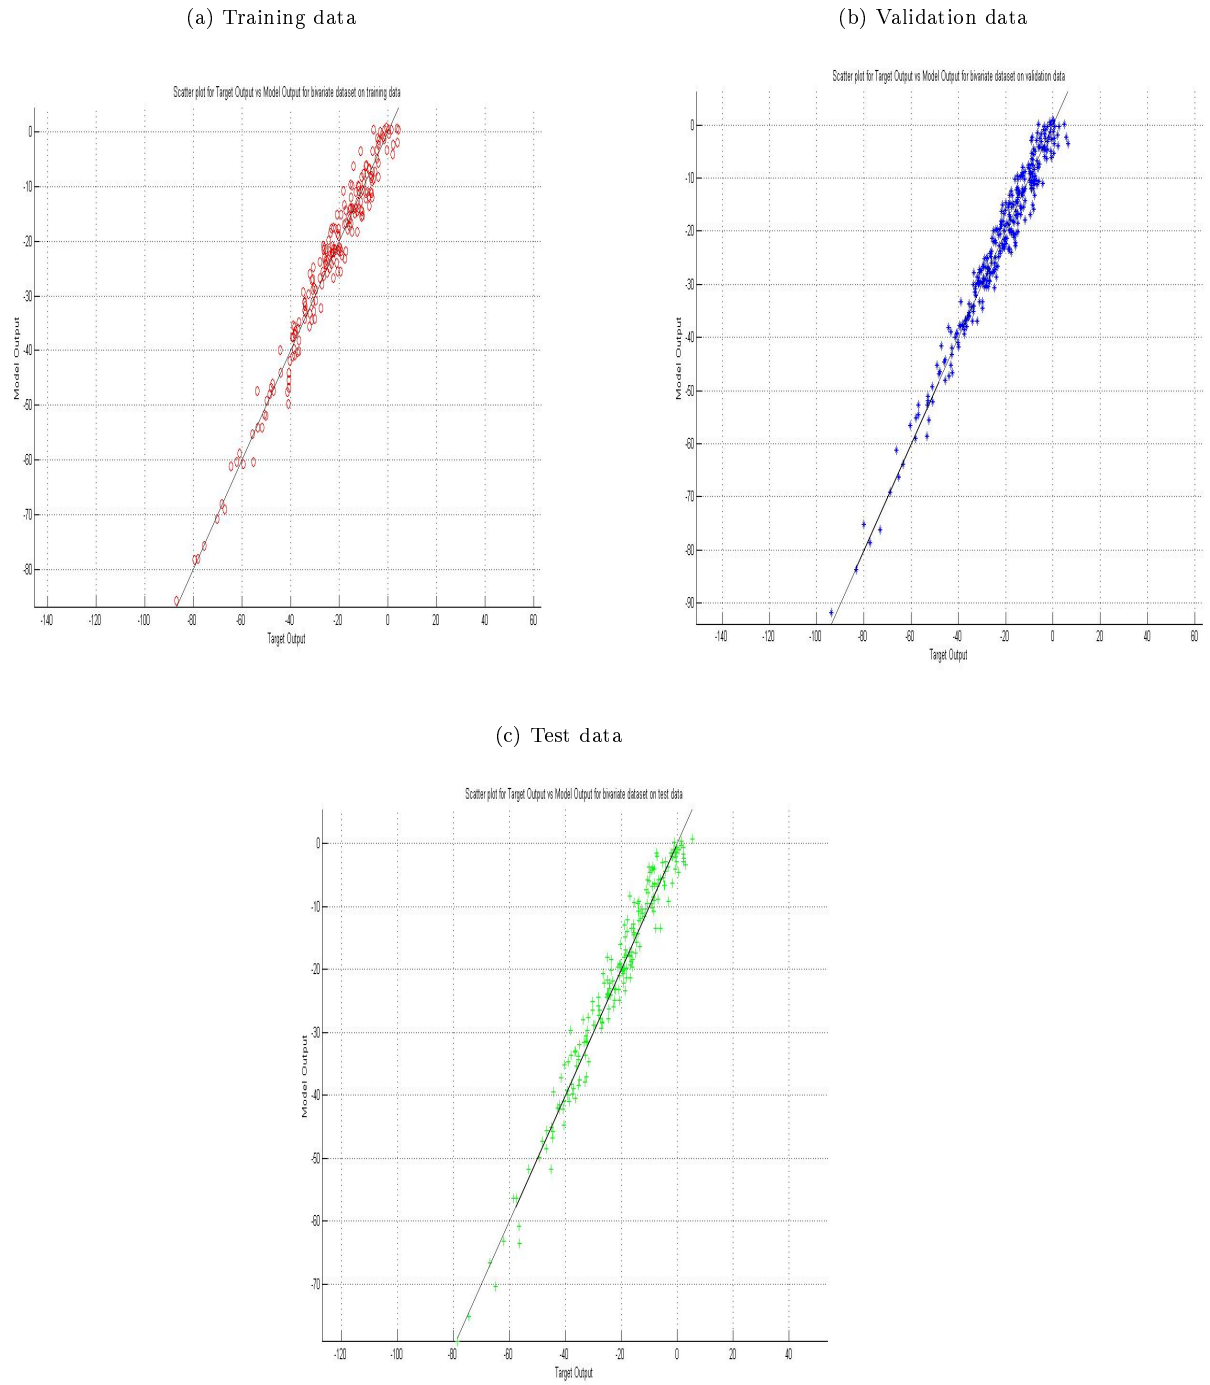 (a) Training data
(b) Validation data
Scatter plot for Target Output vs Model Output for bivariate dataset on training data
0
-10
-20
-30
-40
-50
-60
-70
-80
Model Output
-140 -120 -100 -80 -60 -40 -20 0 20 40 60
Target Output
Scatter plot for Target Output vs Model Output for bivariate dataset on validation data
0
-10
-20
-30
-40
-50
-60
-70
-80
-90
Model Output
-140 -120 -100 -80 -60 -40 -20 0 20 40 60
Target Output
(c) Test data
Scatter plot for Target Output vs Model Output for bivariate dataset on test data
0
-10
-20
-30
-40
-50
-60
-70
Model Output
-120 -100 -80 -60 -40 -20 0 20 40
Target Output